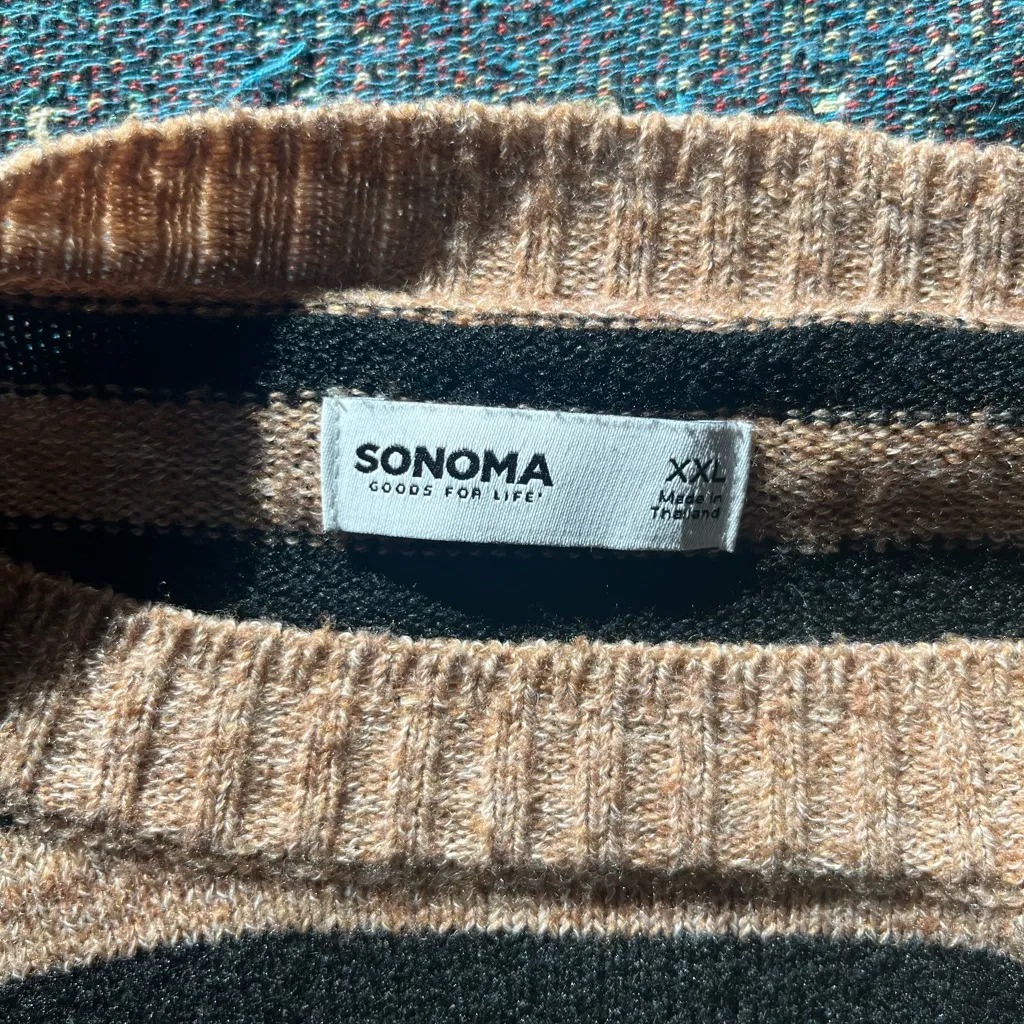 SONOMA
GOODS FOR LIFE
XXL
Made in
Thailand